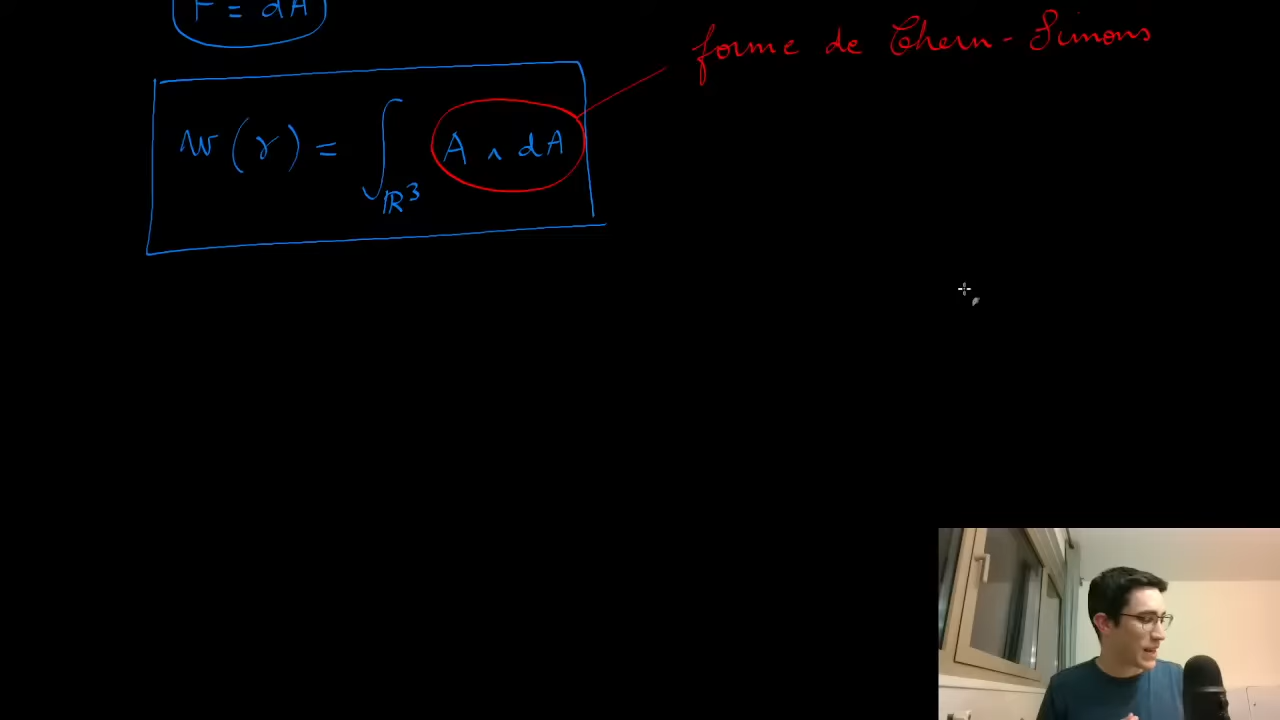 F = dA
forme de Chern-Simons
W(γ) = ∫_{ℝ³} A ∧ dA